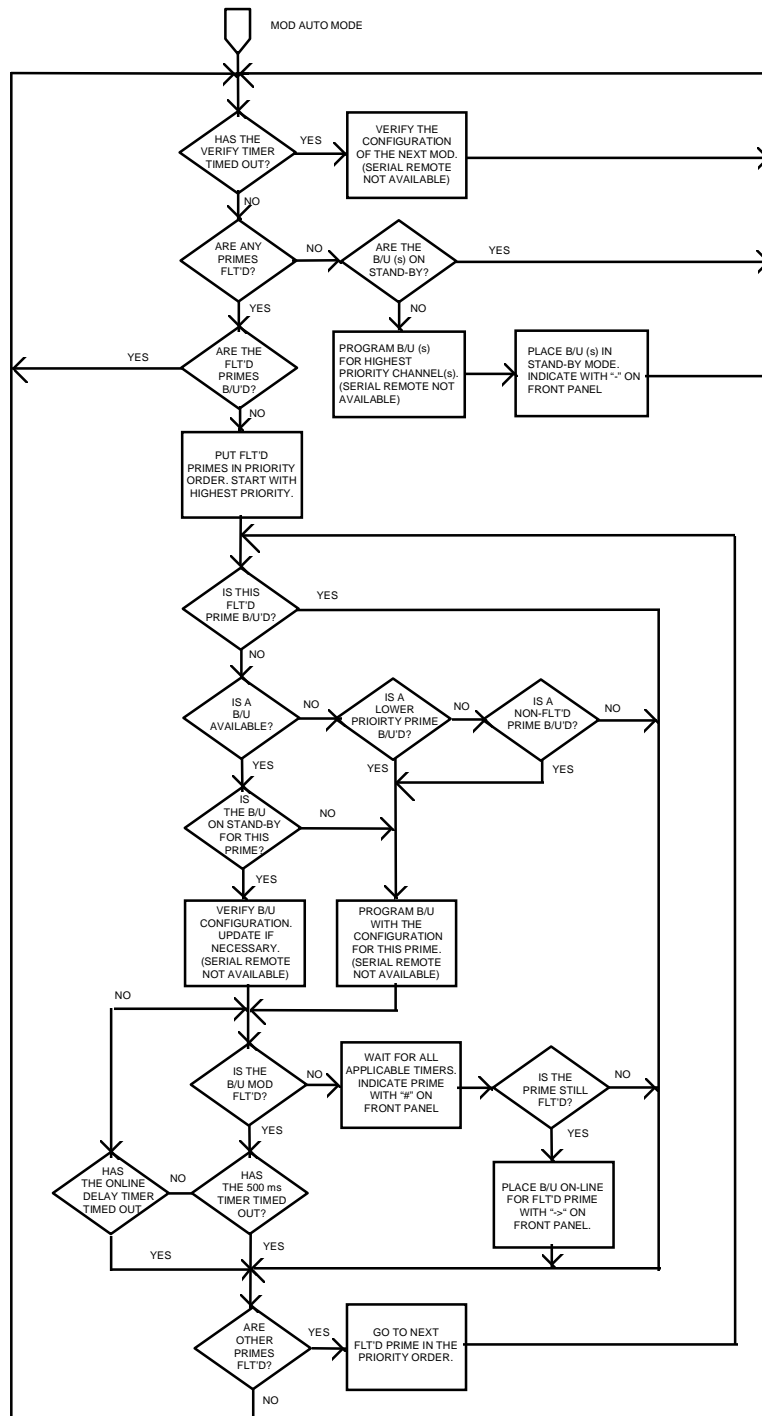 MOD AUTO MODE
HAS THE
VERIFY TIMER
TIMED OUT?
YES
VERIFY THE
CONFIGURATION
OF THE NEXT MOD.
(SERIAL REMOTE
NOT AVAILABLE)
NO
ARE ANY
PRIMES
FLT'D?
NO
ARE THE
B/U (s) ON
STAND-BY?
YES
YES
NO
YES
ARE THE
FLT'D
PRIMES
B/U'D?
PROGRAM B/U (s)
FOR HIGHEST
PRIORITY CHANNEL(s).
(SERIAL REMOTE NOT
AVAILABLE)
PLACE B/U (s) IN
STAND-BY MODE.
INDICATE WITH “-” ON
FRONT PANEL
NO
PUT FLT'D
PRIMES IN PRIORITY
ORDER. START WITH
HIGHEST PRIORITY.
IS THIS
FLT'D
PRIME B/U'D?
YES
NO
IS A
B/U
AVAILABLE?
NO
IS A
LOWER
PRIOIRTY PRIME
B/U'D?
NO
IS A
NON-FLT'D
PRIME B/U'D?
NO
YES
YES
YES
IS
THE B/U
ON STAND-BY
FOR THIS
PRIME?
NO
YES
VERIFY B/U
CONFIGURATION.
UPDATE IF
NECESSARY.
(SERIAL REMOTE
NOT AVAILABLE)
PROGRAM B/U
WITH THE
CONFIGURATION
FOR THIS PRIME.
(SERIAL REMOTE
NOT AVAILABLE)
NO
IS THE
B/U MOD
FLT'D?
NO
WAIT FOR ALL
APPLICABLE TIMERS.
INDICATE PRIME
WITH “#” ON
FRONT PANEL
IS THE
PRIME STILL
FLT'D?
NO
YES
YES
HAS
THE ONLINE
DELAY TIMER
TIMED OUT
NO
HAS
THE 500 ms
TIMER TIMED
OUT?
PLACE B/U ON-LINE
FOR FLT'D PRIME
WITH “->“ ON
FRONT PANEL.
YES
YES
ARE
OTHER
PRIMES
FLT'D?
YES
GO TO NEXT
FLT'D PRIME IN THE
PRIORITY ORDER.
NO